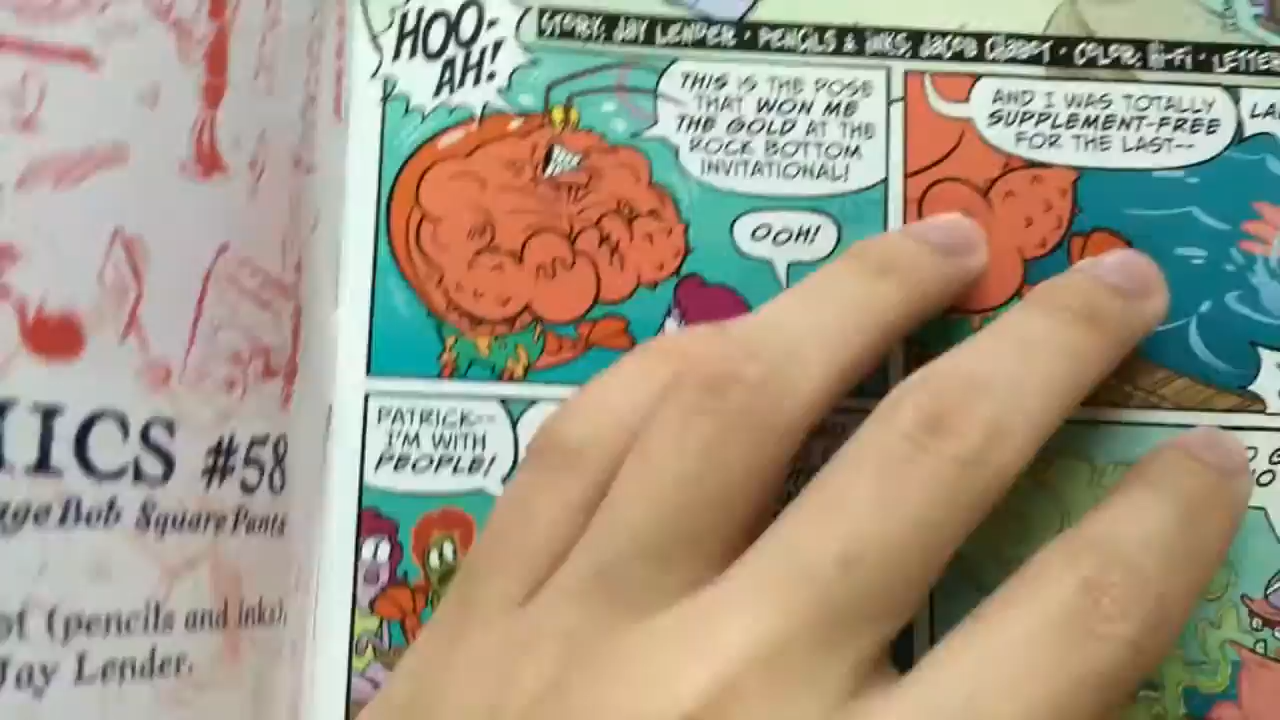 HOO-
AH!
STORY: JAY LENDER • PENCILS & INKS: JACOB CHABOT • COLOR: HI-FI • LETTER
THIS IS THE POSE
THAT WON ME
THE GOLD AT THE
ROCK BOTTOM
INVITATIONAL!
OOH!
AND I WAS TOTALLY
SUPPLEMENT-FREE
FOR THE LAST--
PATRICK--
I'M WITH
PEOPLE!
MICS #58
ngeBob SquarePants
ot (pencils and inks),
Jay Lender.